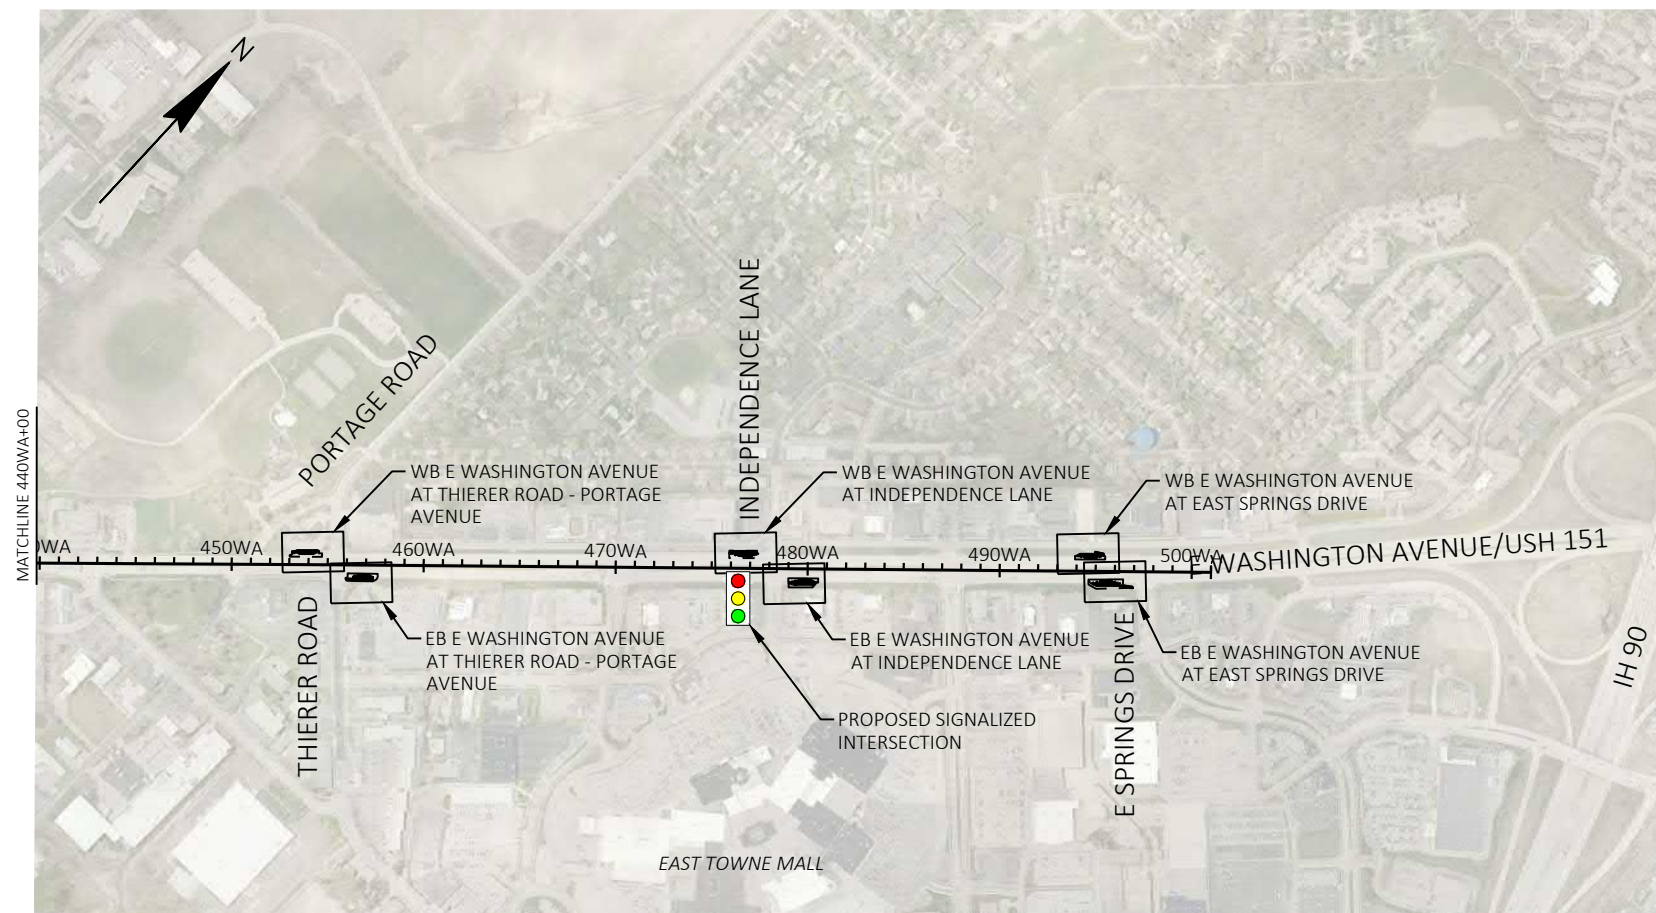 N
PORTAGE ROAD
INDEPENDENCE LANE
MATCHLINE 440WA+00
WB E WASHINGTON AVENUE
AT THIERER ROAD - PORTAGE
AVENUE
WB E WASHINGTON AVENUE
AT INDEPENDENCE LANE
WB E WASHINGTON AVENUE
AT EAST SPRINGS DRIVE
0WA
450WA
460WA
470WA
480WA
490WA
500WA
E WASHINGTON AVENUE/USH 151
THIERER ROAD
EB E WASHINGTON AVENUE
AT THIERER ROAD - PORTAGE
AVENUE
EB E WASHINGTON AVENUE
AT INDEPENDENCE LANE
E SPRINGS DRIVE
EB E WASHINGTON AVENUE
AT EAST SPRINGS DRIVE
IH 90
PROPOSED SIGNALIZED
INTERSECTION
EAST TOWNE MALL